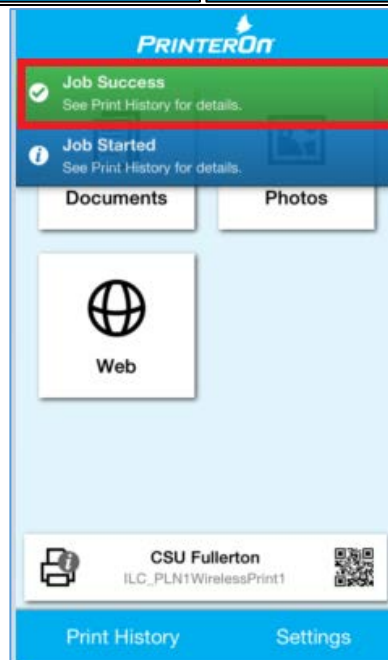 PRINTERON
Job Success
See Print History for details.
Job Started
See Print History for details.
Documents
Photos
Web
CSU Fullerton
ILC_PLN1WirelessPrint1
Print History
Settings